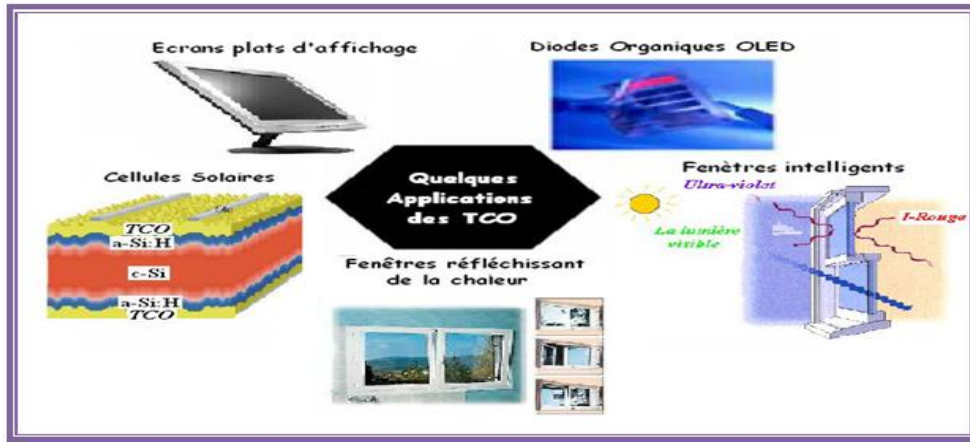 Ecrans plats d'affichage
Diodes Organiques OLED
Cellules Solaires
Quelques
Applications
des TCO
Fenètres intelligents
Ultra-violet
I-Rouge
La lumière
visible
TCO
a-Si:H
c-Si
a-Si:H
TCO
Fenêtres réfléchissant
de la chaleur